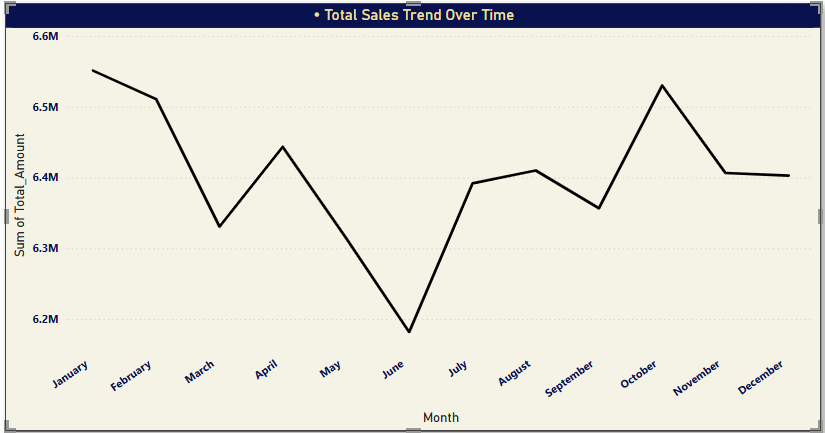 • Total Sales Trend Over Time
6.6M
6.5M
6.4M
6.3M
6.2M
Sum of Total_Amount
January
February
March
April
May
June
July
August
September
October
November
December
Month